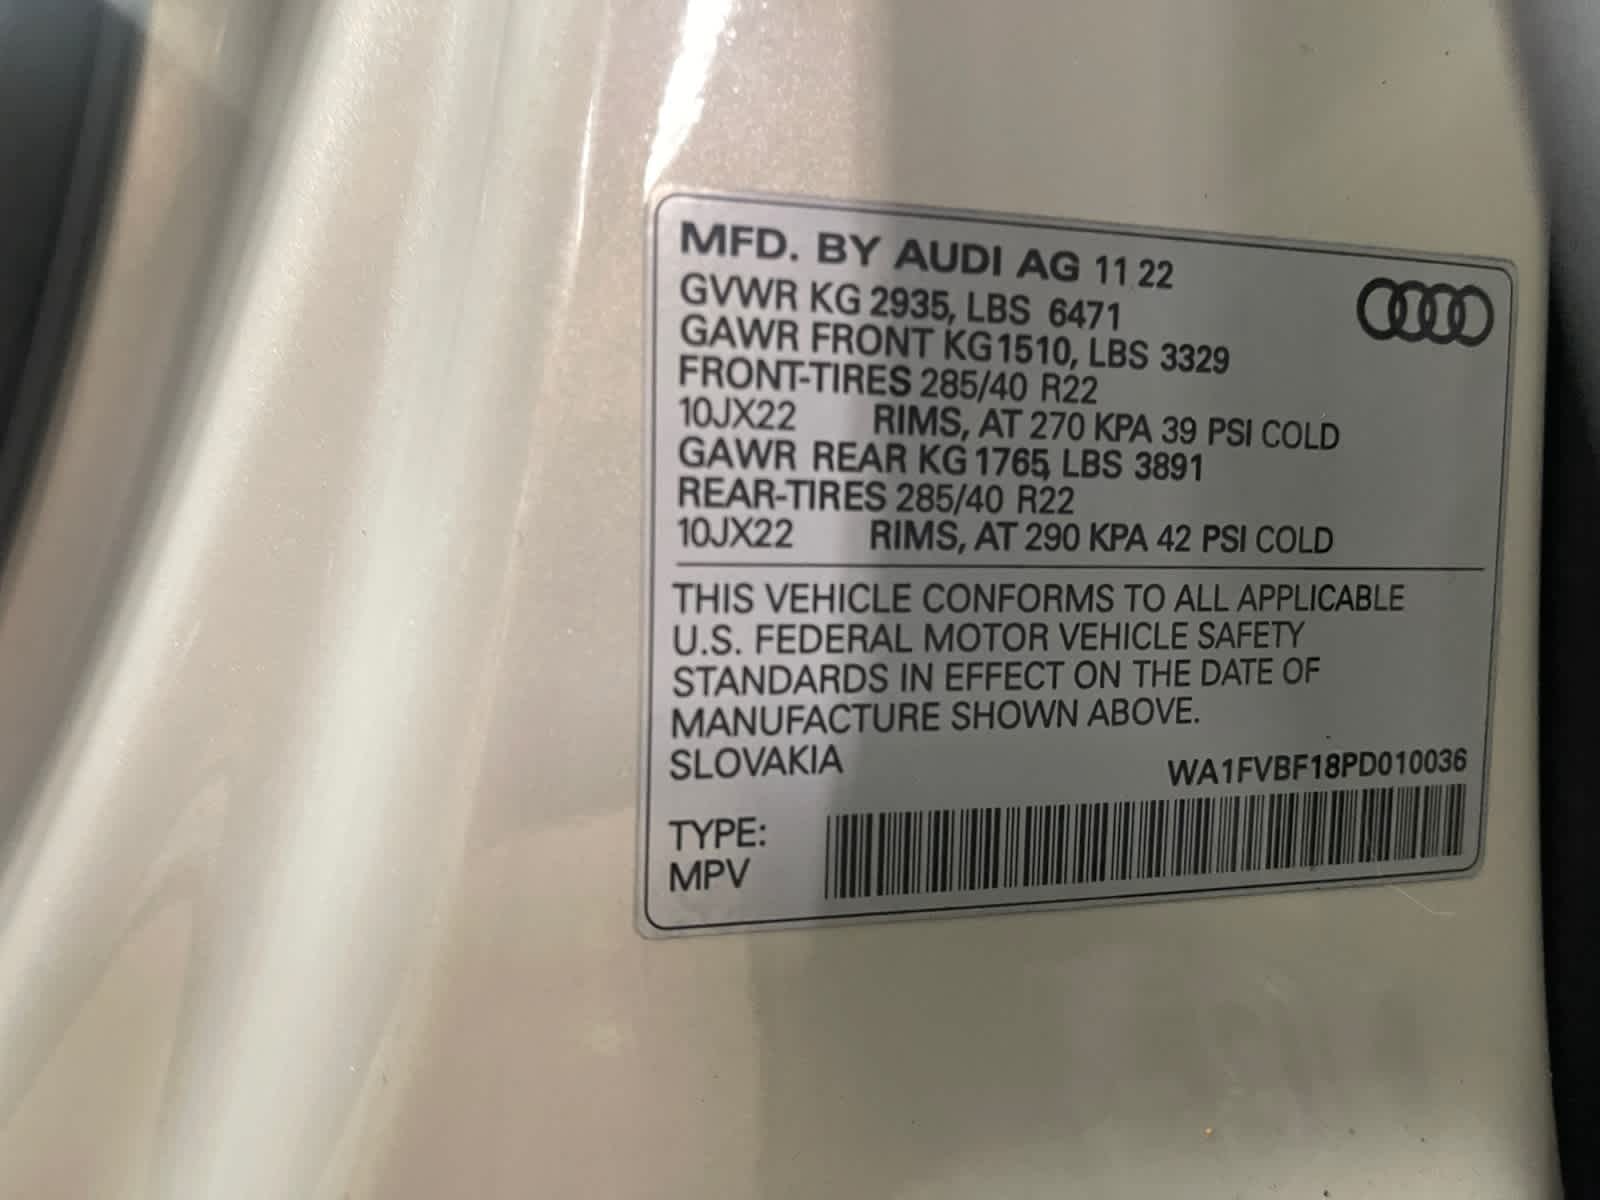 MFD. BY AUDI AG 11 22
GVWR KG 2935, LBS 6471
GAWR FRONT KG 1510, LBS 3329
FRONT-TIRES 285/40 R22
10JX22 RIMS, AT 270 KPA 39 PSI COLD
GAWR REAR KG 1765, LBS 3891
REAR-TIRES 285/40 R22
10JX22 RIMS, AT 290 KPA 42 PSI COLD
THIS VEHICLE CONFORMS TO ALL APPLICABLE
U.S. FEDERAL MOTOR VEHICLE SAFETY
STANDARDS IN EFFECT ON THE DATE OF
MANUFACTURE SHOWN ABOVE.
SLOVAKIA
WA1FVBF18PD010036
TYPE:
MPV